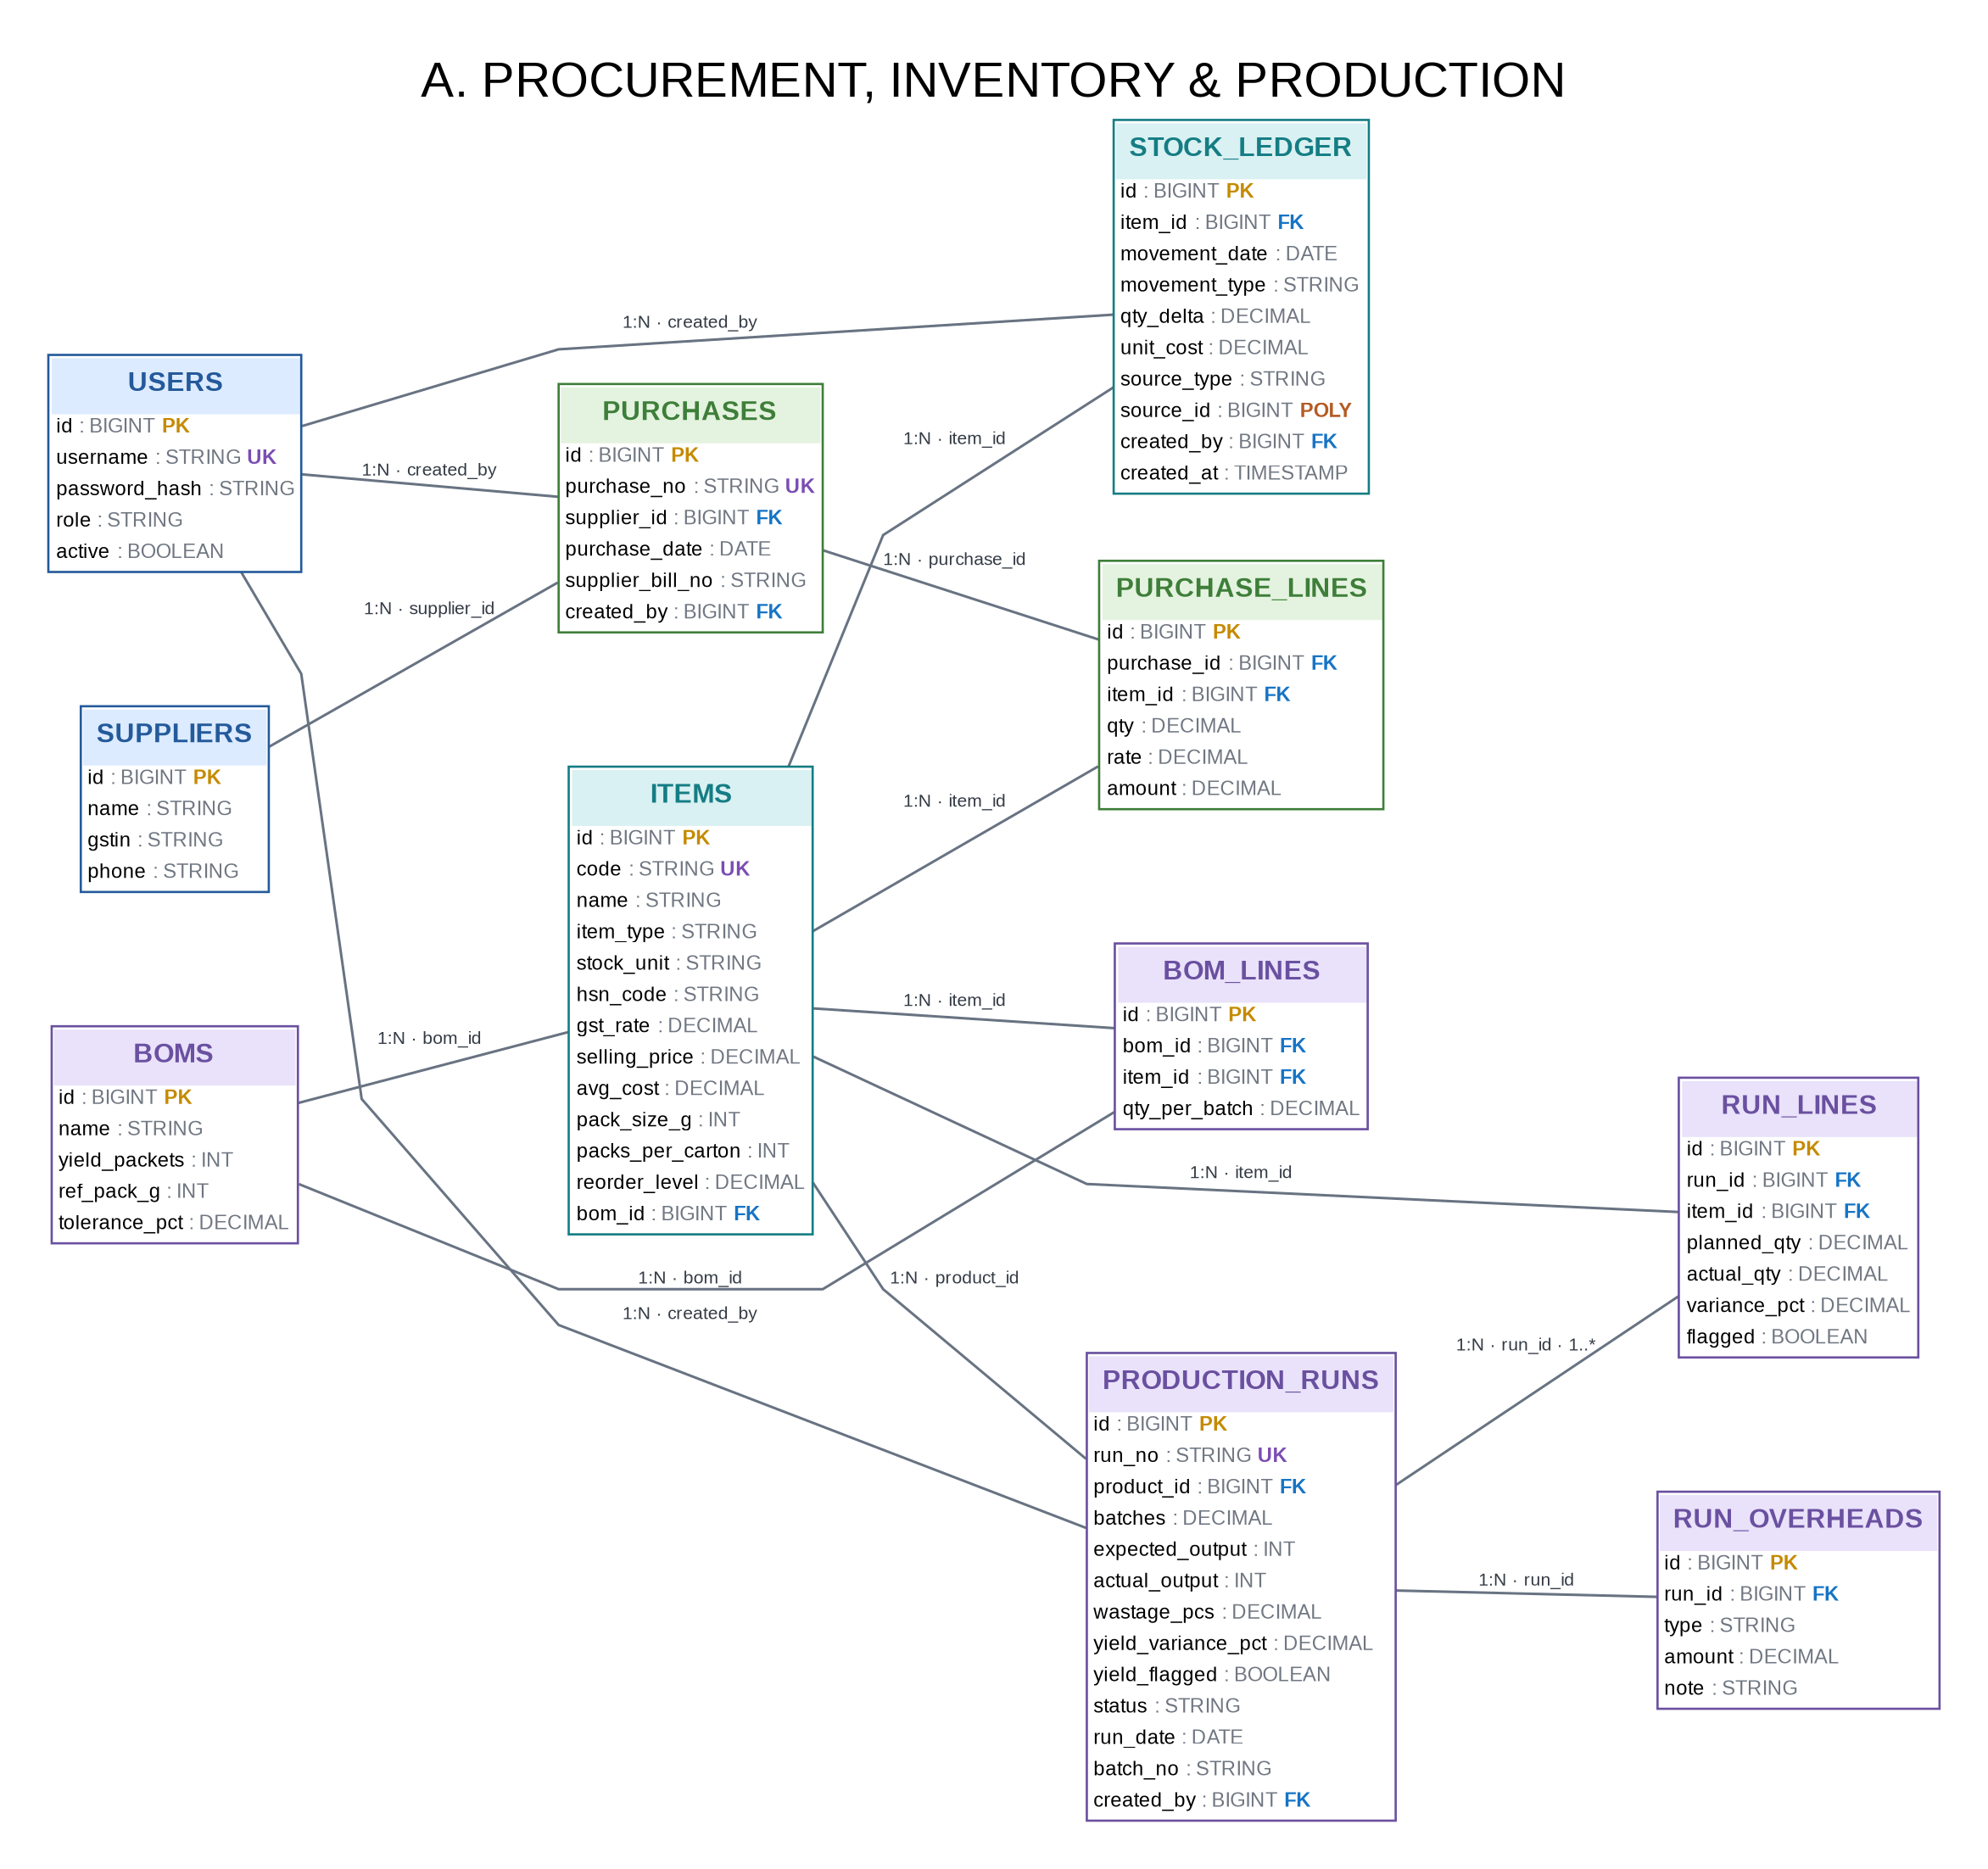 A. PROCUREMENT, INVENTORY & PRODUCTION
USERS
id : BIGINT PK
username : STRING UK
password_hash : STRING
role : STRING
active : BOOLEAN
SUPPLIERS
id : BIGINT PK
name : STRING
gstin : STRING
phone : STRING
BOMS
id : BIGINT PK
name : STRING
yield_packets : INT
ref_pack_g : INT
tolerance_pct : DECIMAL
1:N · created_by
1:N · created_by
1:N · supplier_id
1:N · bom_id
1:N · bom_id
1:N · created_by
PURCHASES
id : BIGINT PK
purchase_no : STRING UK
supplier_id : BIGINT FK
purchase_date : DATE
supplier_bill_no : STRING
created_by : BIGINT FK
ITEMS
id : BIGINT PK
code : STRING UK
name : STRING
item_type : STRING
stock_unit : STRING
hsn_code : STRING
gst_rate : DECIMAL
selling_price : DECIMAL
avg_cost : DECIMAL
pack_size_g : INT
packs_per_carton : INT
reorder_level : DECIMAL
bom_id : BIGINT FK
1:N · item_id
1:N · purchase_id
1:N · item_id
1:N · item_id
1:N · item_id
1:N · product_id
STOCK_LEDGER
id : BIGINT PK
item_id : BIGINT FK
movement_date : DATE
movement_type : STRING
qty_delta : DECIMAL
unit_cost : DECIMAL
source_type : STRING
source_id : BIGINT POLY
created_by : BIGINT FK
created_at : TIMESTAMP
PURCHASE_LINES
id : BIGINT PK
purchase_id : BIGINT FK
item_id : BIGINT FK
qty : DECIMAL
rate : DECIMAL
amount : DECIMAL
BOM_LINES
id : BIGINT PK
bom_id : BIGINT FK
item_id : BIGINT FK
qty_per_batch : DECIMAL
PRODUCTION_RUNS
id : BIGINT PK
run_no : STRING UK
product_id : BIGINT FK
batches : DECIMAL
expected_output : INT
actual_output : INT
wastage_pcs : DECIMAL
yield_variance_pct : DECIMAL
yield_flagged : BOOLEAN
status : STRING
run_date : DATE
batch_no : STRING
created_by : BIGINT FK
1:N · run_id · 1..*
1:N · run_id
RUN_LINES
id : BIGINT PK
run_id : BIGINT FK
item_id : BIGINT FK
planned_qty : DECIMAL
actual_qty : DECIMAL
variance_pct : DECIMAL
flagged : BOOLEAN
RUN_OVERHEADS
id : BIGINT PK
run_id : BIGINT FK
type : STRING
amount : DECIMAL
note : STRING